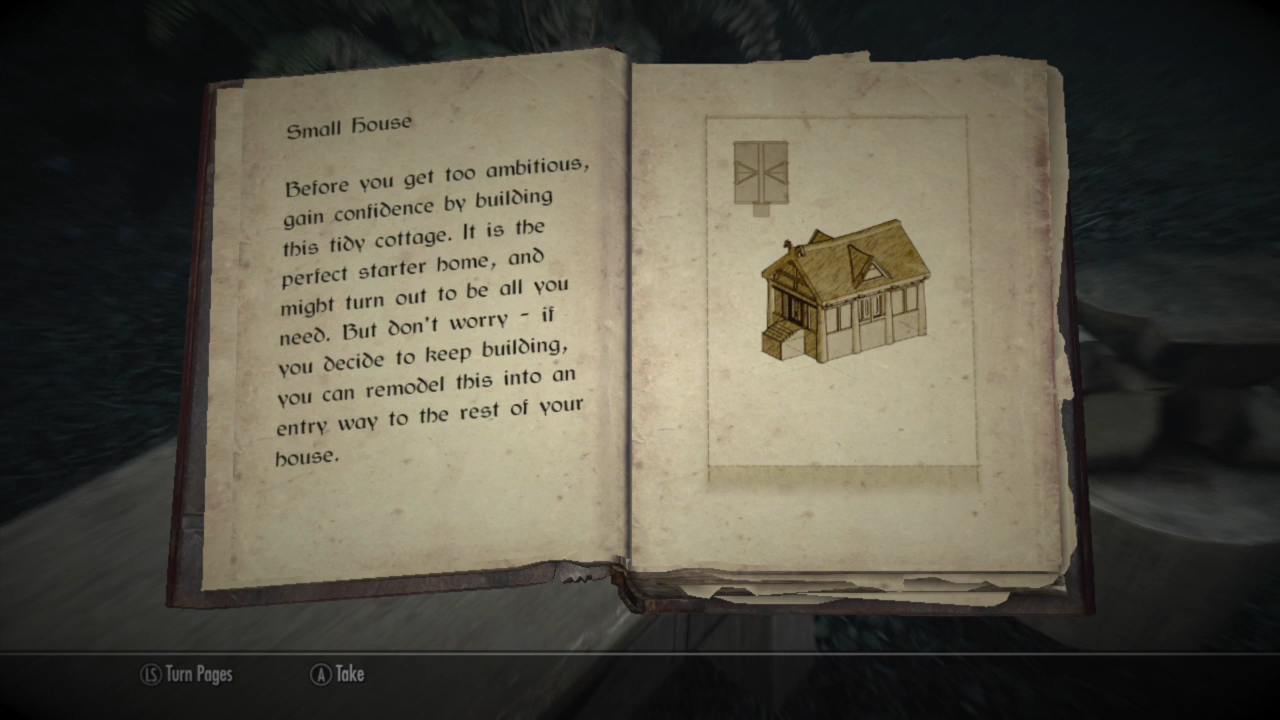 Small House
Before you get too ambitious,
gain confidence by building
this tidy cottage. It is the
perfect starter home, and
might turn out to be all you
need. But don't worry - if
you decide to keep building,
you can remodel this into an
entry way to the rest of your
house.
LS Turn Pages
A Take